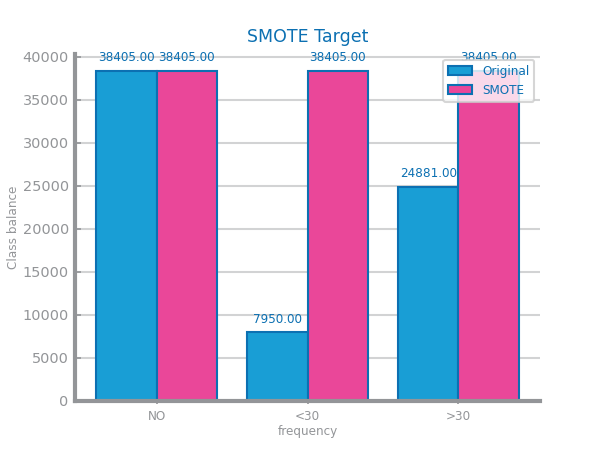 SMOTE Target
38405.00 38405.00 38405.00 38405.00
Original
SMOTE
24881.00
7950.00
40000
35000
30000
25000
20000
15000
10000
5000
0
Class balance
NO <30 >30
frequency